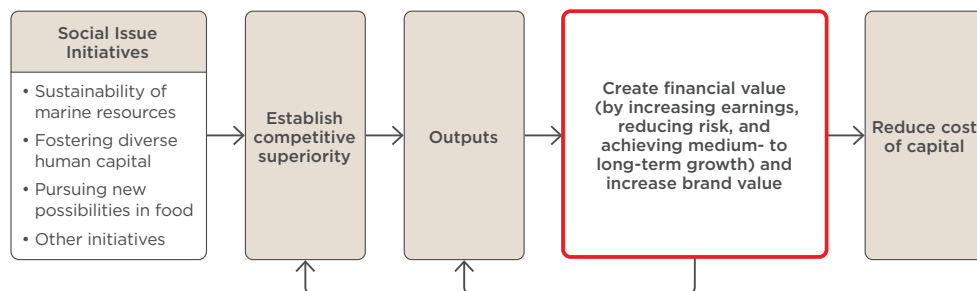 Social Issue
Initiatives
• Sustainability of
marine resources
• Fostering diverse
human capital
• Pursuing new
possibilities in food
• Other initiatives
Establish
competitive
superiority
Outputs
Create financial value
(by increasing earnings,
reducing risk, and
achieving medium- to
long-term growth) and
increase brand value
Reduce cost
of capital